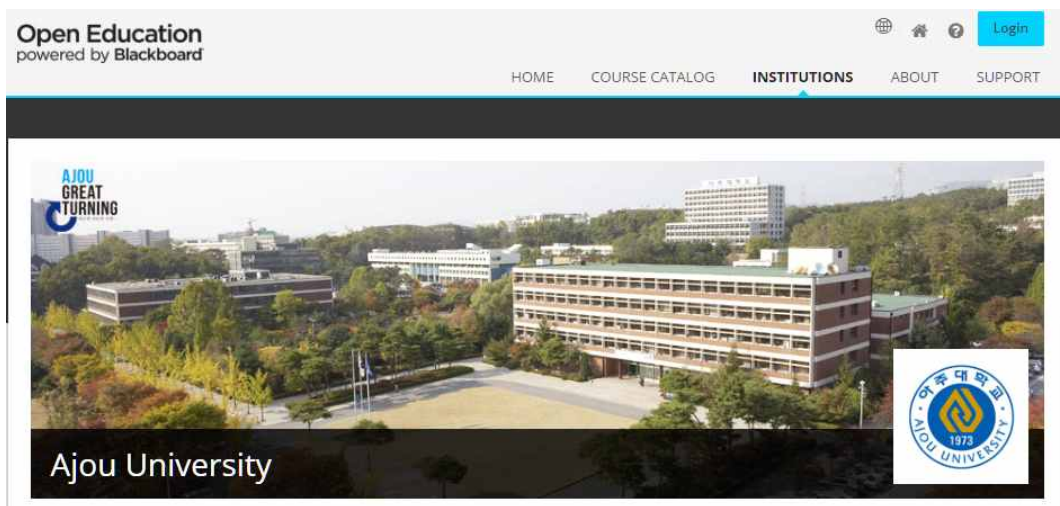 Open Education
powered by Blackboard
Login
HOME COURSE CATALOG INSTITUTIONS ABOUT SUPPORT
AJOU
GREAT
TURNING
Ajou University
아주대학교
1973
AJOU UNIVERSITY